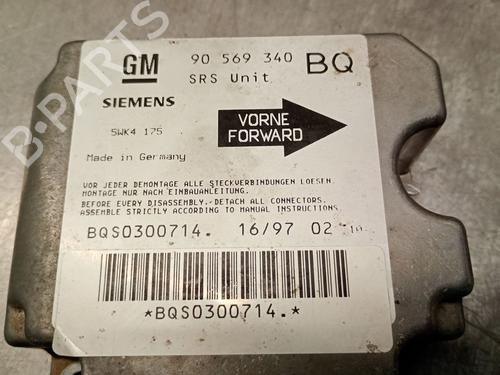 GM
90 569 340 BQ
SRS Unit
SIEMENS
5WK4 175
VORNE
FORWARD
Made in Germany
VOR JEDER DEMONTAGE ALLE STECKVERBINDUNGEN LOESEN.
MONTAGE NUR NACH EINBAUANLEITUNG.
BEFORE EVERY DISASSEMBLY.-DETACH ALL CONNECTORS.
ASSEMBLE STRICTLY ACCORDING TO MANUAL INSTRUCTIONS.
BQS0300714. 16/97 02 10
*BQS0300714.*
B-PARTS